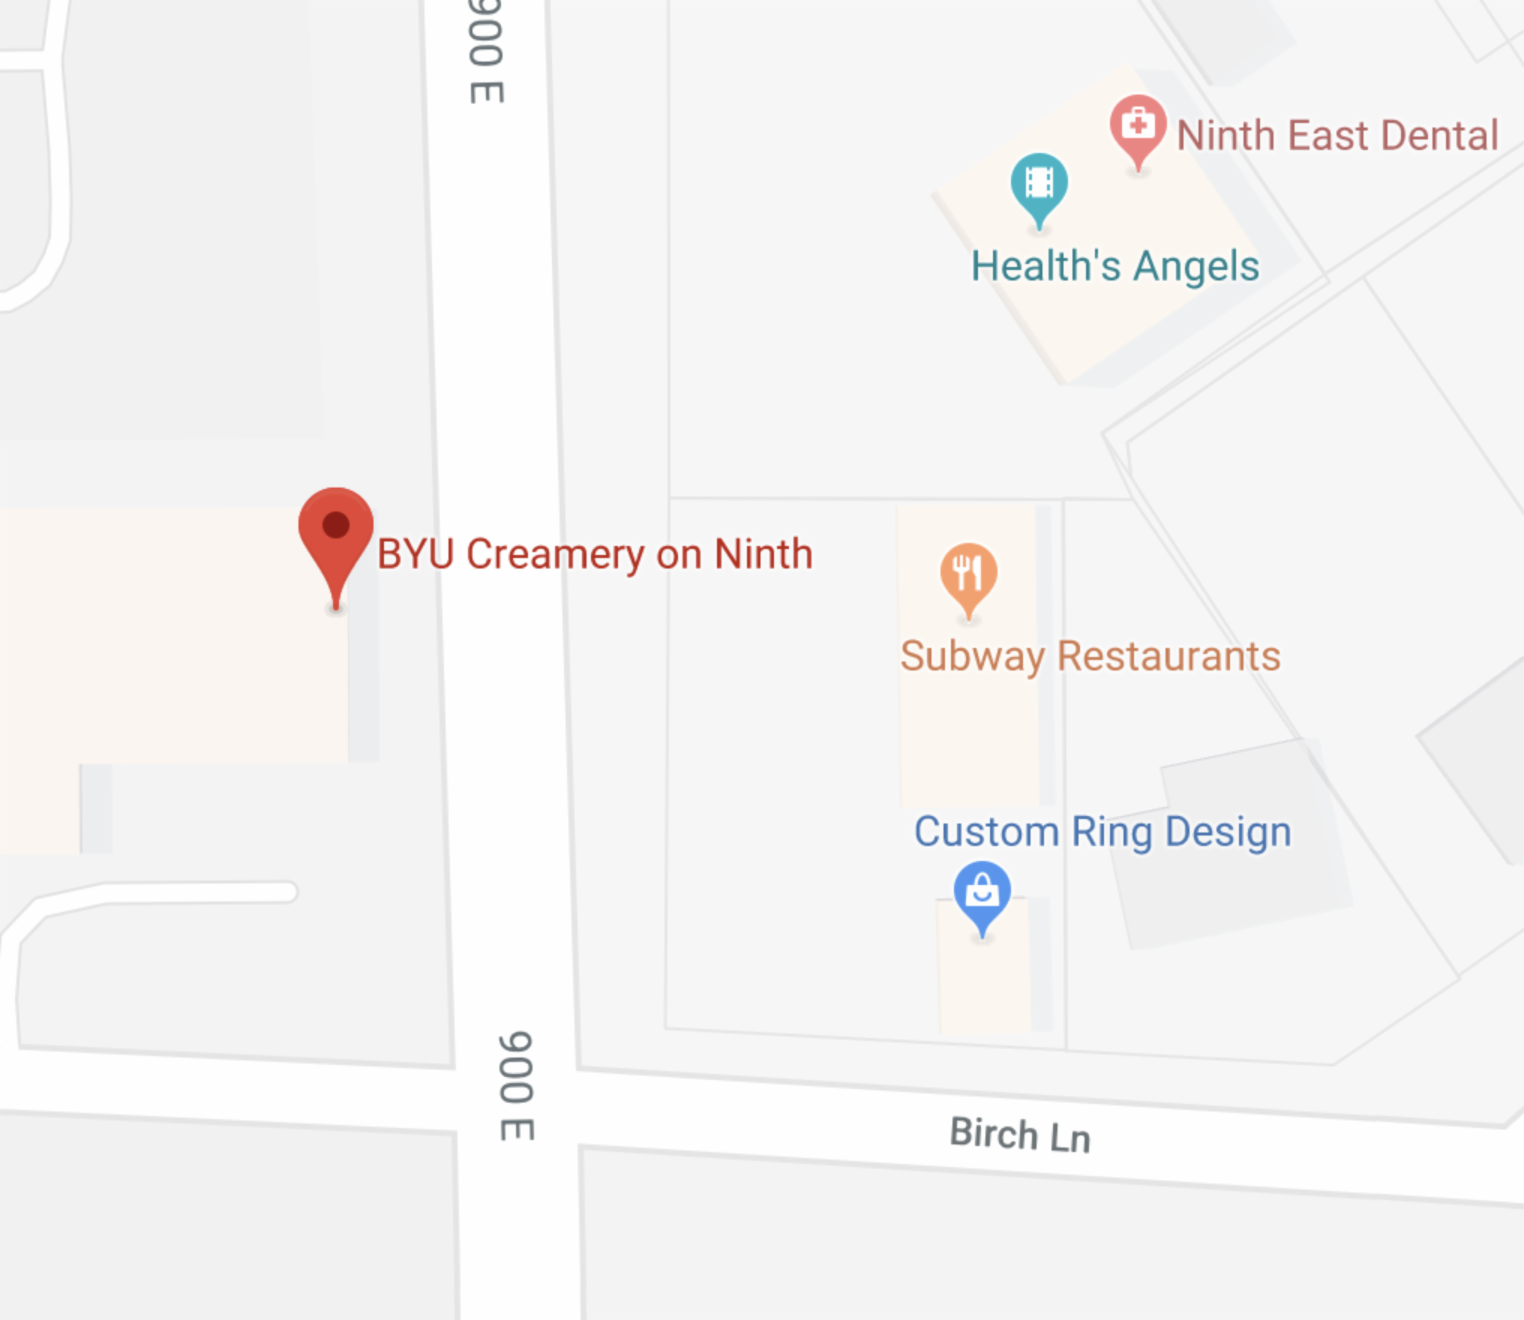 900 E
Ninth East Dental
Health's Angels
BYU Creamery on Ninth
Subway Restaurants
Custom Ring Design
900 E
Birch Ln